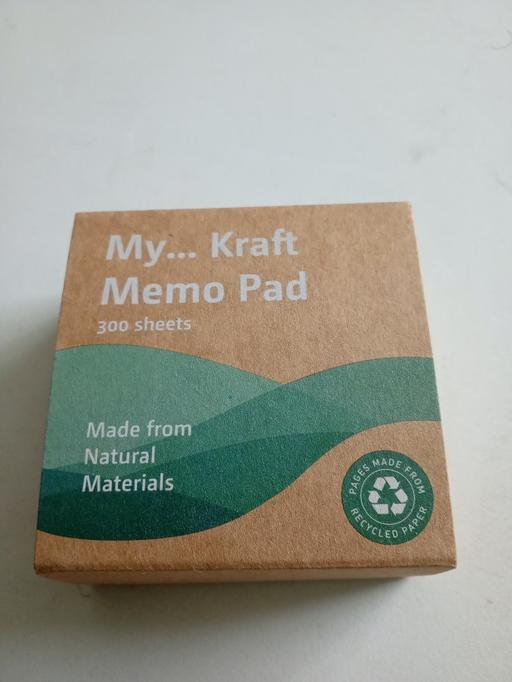 My... Kraft
Memo Pad
300 sheets
Made from
Natural
Materials
PAGES MADE FROM
RECYCLED PAPER